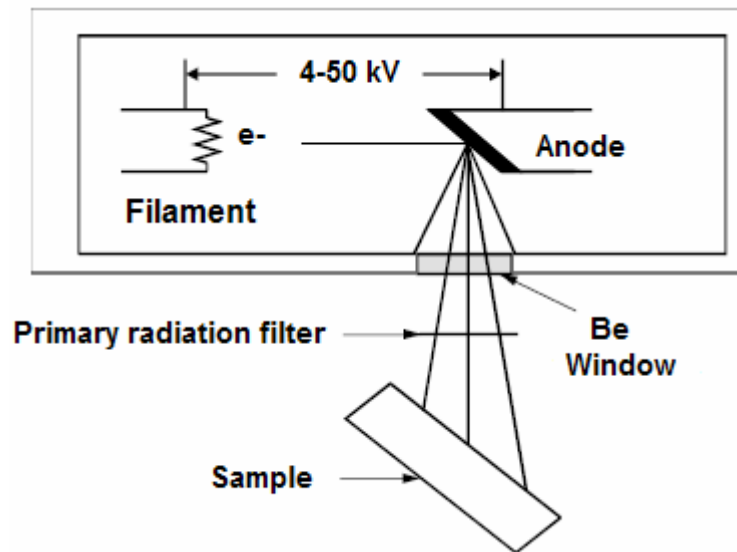 4-50 kV
e-
Anode
Filament
Primary radiation filter
Be
Window
Sample